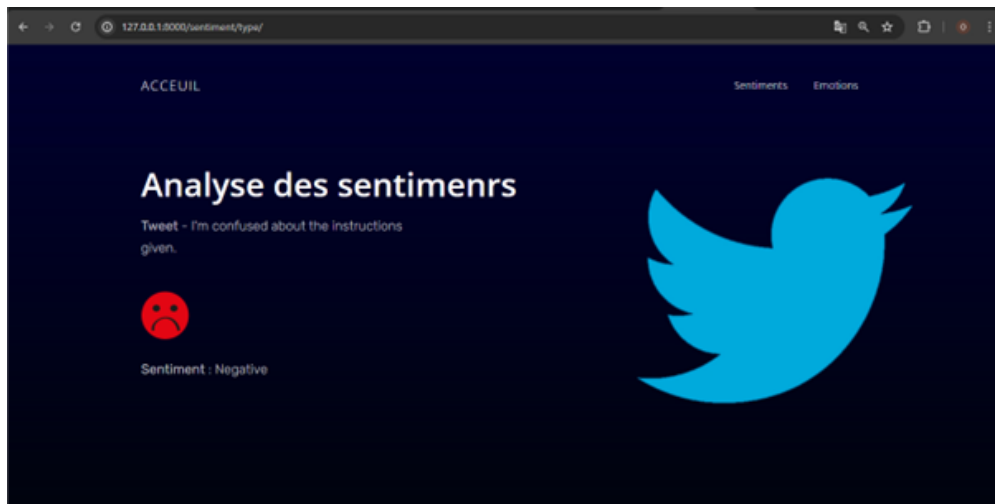 127.0.0.1:8000/sentiment/type/
ACCEUIL
Sentiments
Emotions
Analyse des sentimenrs
Tweet - I'm confused about the instructions
given.
Sentiment : Negative